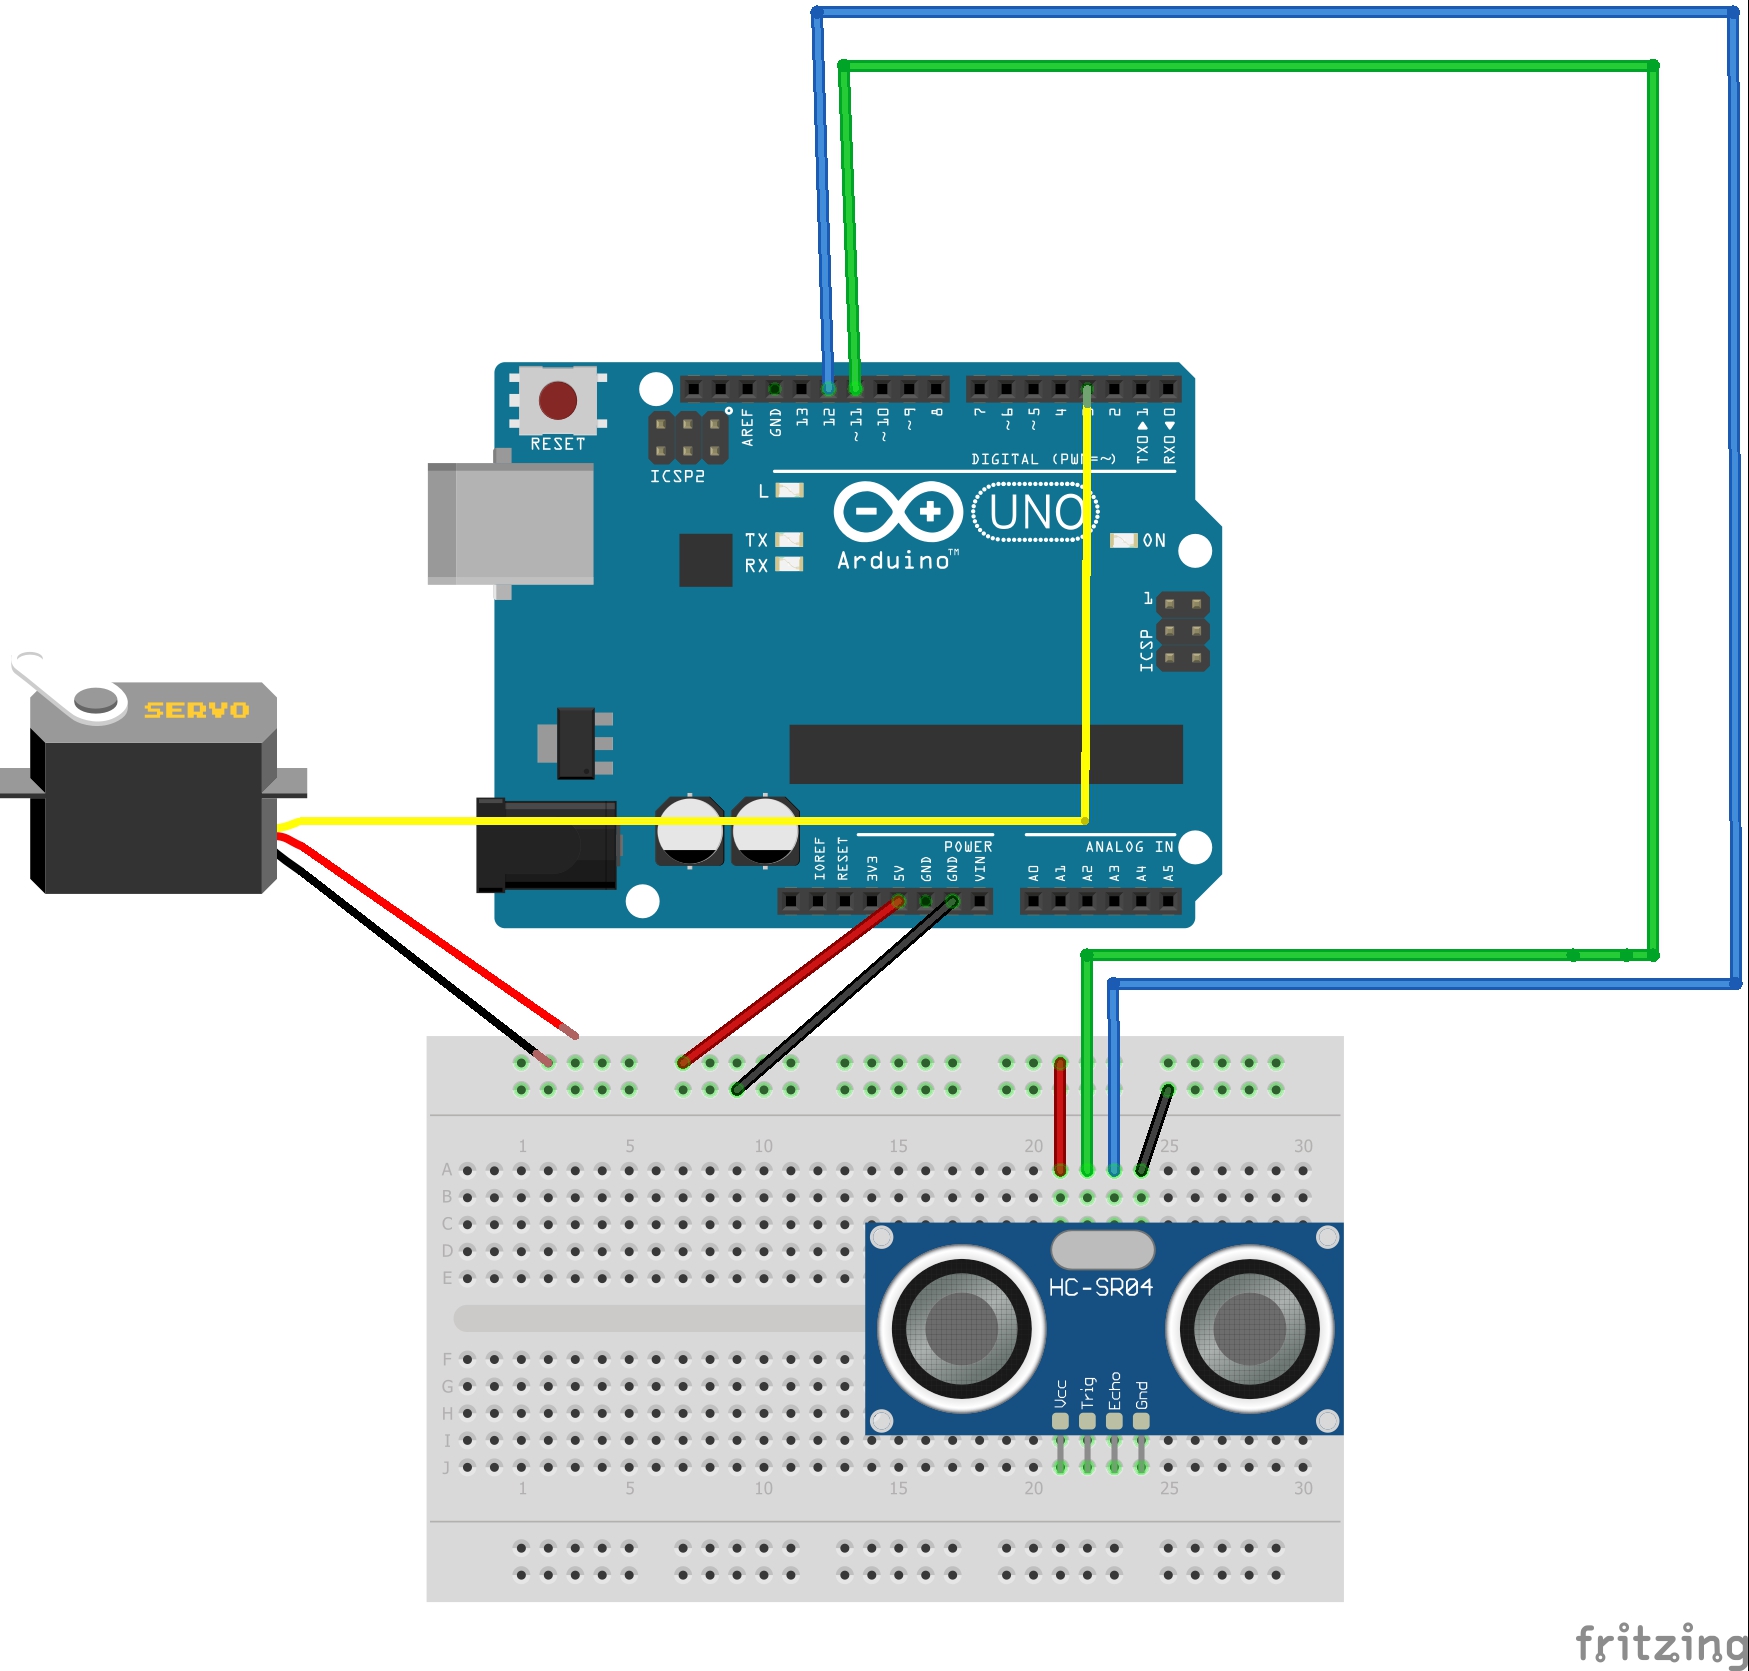 RESET
ICSP2
AREF
GND
13
12
~11
~10
~9
8
7
~6
~5
4
2
TX0▶1
RX0◀0
DIGITAL (PWM=~)
L
TX
RX
UNO
Arduino™
ON
1
ICSP
SERVO
IOREF
RESET
3V3
5V
GND
GND
VIN
POWER
A0
A1
A2
A3
A4
A5
ANALOG IN
1 5 10 15 20 25 30
A
B
C
D
E
HC-SR04
Vcc
Trig
Echo
Gnd
F
G
H
I
J
1 5 10 15 20 25 30
fritzing